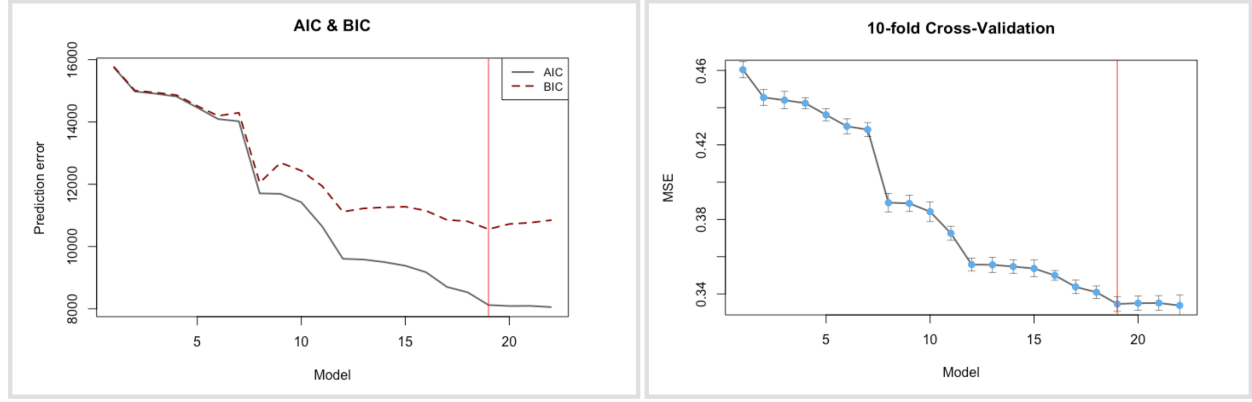 AIC & BIC
16000
14000
12000
10000
8000
Prediction error
AIC
BIC
5
10
15
20
Model
10-fold Cross-Validation
0.46
0.42
0.38
0.34
MSE
5
10
15
20
Model